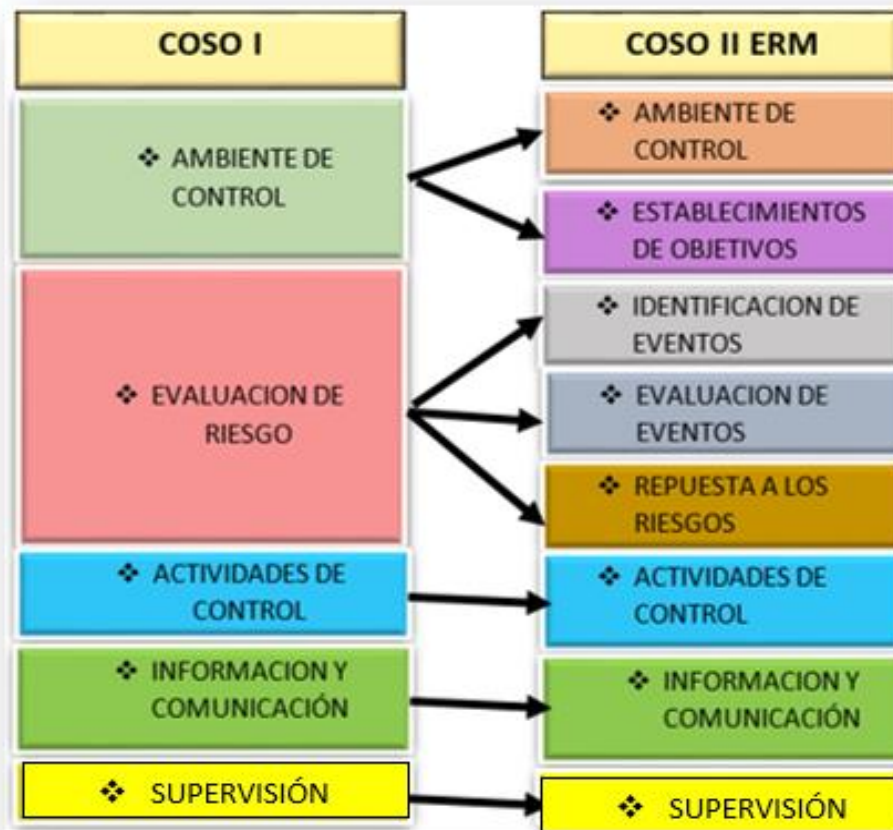 COSO I
❖ AMBIENTE DE
CONTROL
❖ EVALUACION DE
RIESGO
❖ ACTIVIDADES DE
CONTROL
❖ INFORMACION Y
COMUNICACIÓN
❖ SUPERVISIÓN
COSO II ERM
❖ AMBIENTE DE
CONTROL
❖ ESTABLECIMIENTOS
DE OBJETIVOS
❖ IDENTIFICACION DE
EVENTOS
❖ EVALUACION DE
EVENTOS
❖ REPUESTA A LOS
RIESGOS
❖ ACTIVIDADES DE
CONTROL
❖ INFORMACION Y
COMUNICACIÓN
❖ SUPERVISIÓN